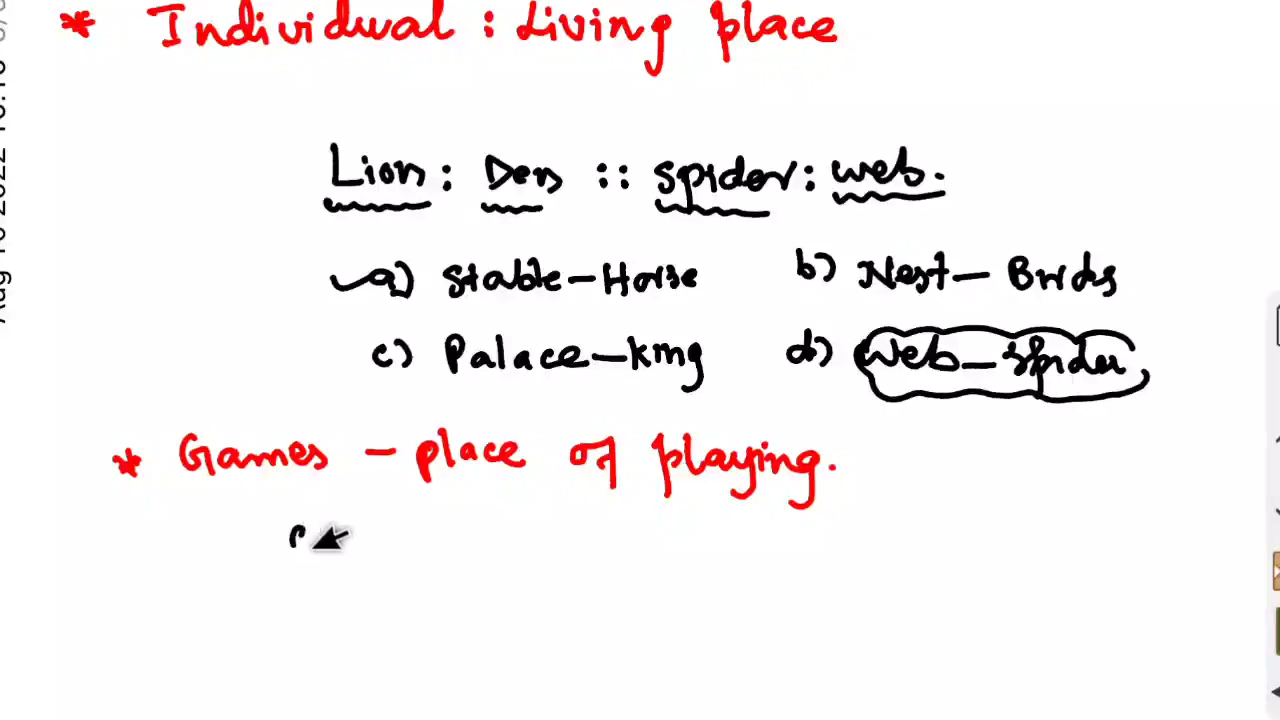 * Individual : Living place
Lion : Den :: spider : web.
a) Stable - Horse b) Nest - Birds
c) Palace - king d) Web - spider
* Games - place of playing.